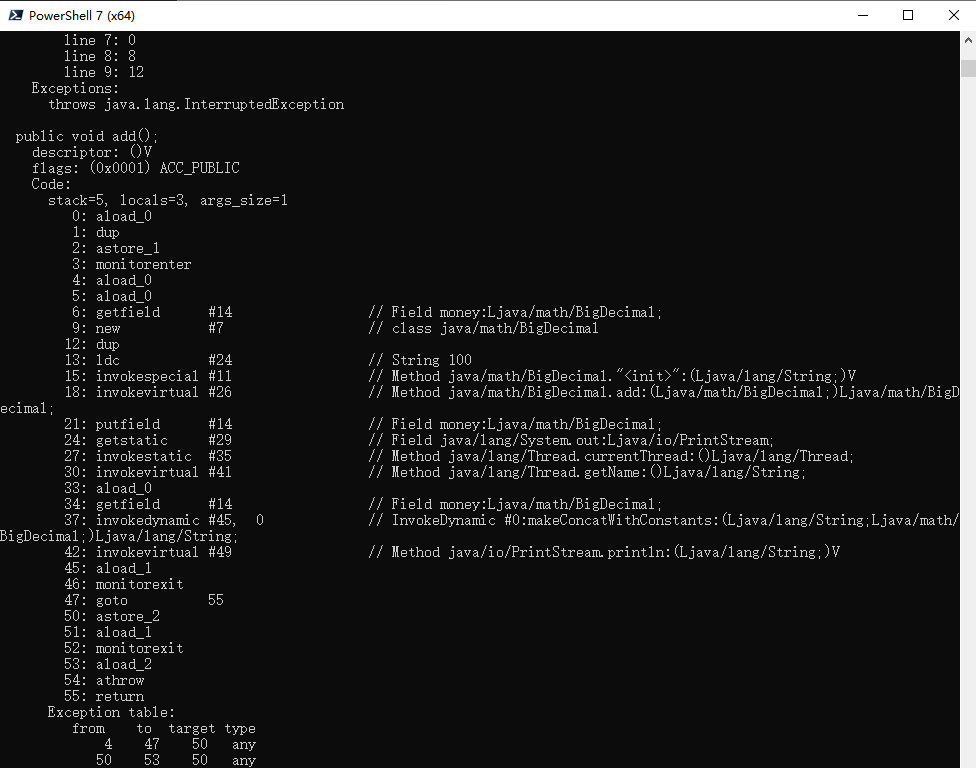 PowerShell 7 (x64)
line 7: 0
line 8: 8
line 9: 12
Exceptions:
throws java.lang.InterruptedException
public void add();
descriptor: ()V
flags: (0x0001) ACC_PUBLIC
Code:
stack=5, locals=3, args_size=1
0: aload_0
1: dup
2: astore_1
3: monitorenter
4: aload_0
5: aload_0
6: getfield #14 // Field money:Ljava/math/BigDecimal;
9: new #7 // class java/math/BigDecimal
12: dup
13: ldc #24 // String 100
15: invokespecial #11 // Method java/math/BigDecimal."<init>":(Ljava/lang/String;)V
18: invokevirtual #26 // Method java/math/BigDecimal.add:(Ljava/math/BigDecimal;)Ljava/math/BigD
ecimal;
21: putfield #14 // Field money:Ljava/math/BigDecimal;
24: getstatic #29 // Field java/lang/System.out:Ljava/io/PrintStream;
27: invokestatic #35 // Method java/lang/Thread.currentThread:()Ljava/lang/Thread;
30: invokevirtual #41 // Method java/lang/Thread.getName:()Ljava/lang/String;
33: aload_0
34: getfield #14 // Field money:Ljava/math/BigDecimal;
37: invokedynamic #45, 0 // InvokeDynamic #0:makeConcatWithConstants:(Ljava/lang/String;Ljava/math/
BigDecimal;)Ljava/lang/String;
42: invokevirtual #49 // Method java/io/PrintStream.println:(Ljava/lang/String;)V
45: aload_1
46: monitorexit
47: goto 55
50: astore_2
51: aload_1
52: monitorexit
53: aload_2
54: athrow
55: return
Exception table:
from to target type
4 47 50 any
50 53 50 any